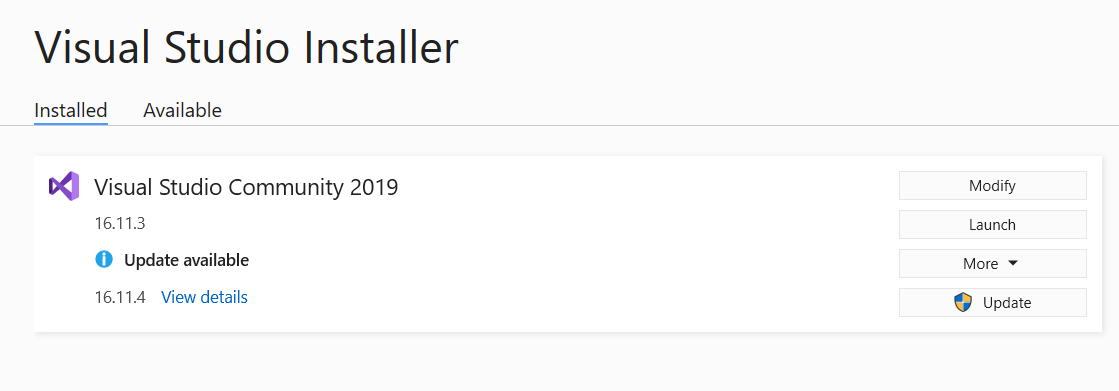 Visual Studio Installer
Installed Available
Visual Studio Community 2019
Modify
16.11.3
Launch
Update available
More
16.11.4 View details
Update